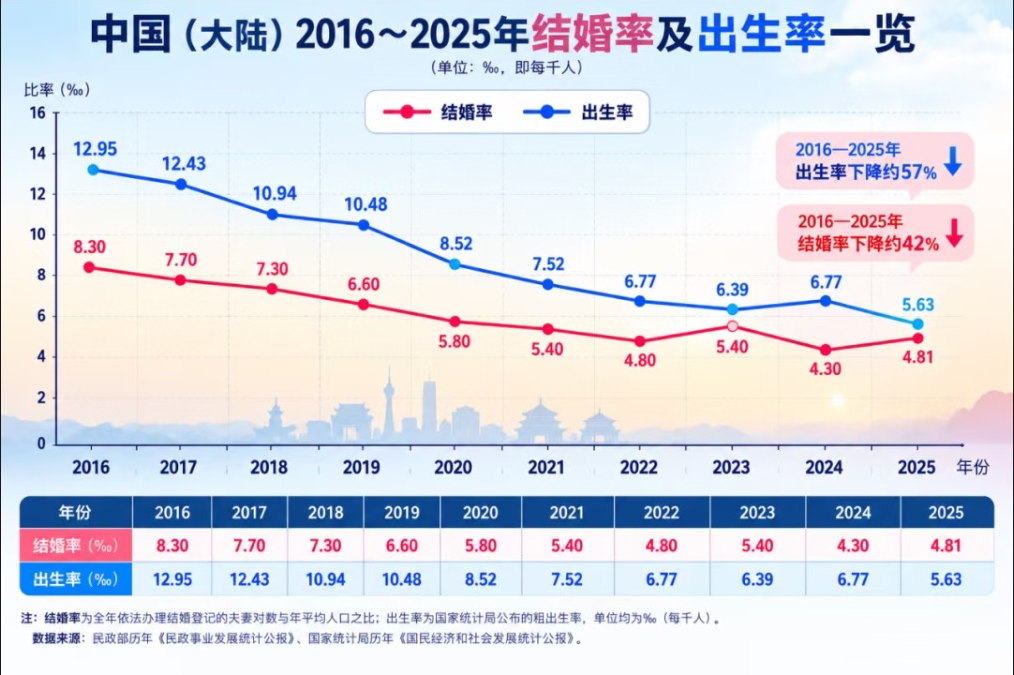 中国（大陆）2016～2025年结婚率及出生率一览
（单位：‰，即每千人）
比率（‰）
结婚率 出生率
16
14
12
10
8
6
4
2
0
12.95 12.43 10.94 10.48 8.52 7.52 6.77 6.39 6.77 5.63
8.30 7.70 7.30 6.60 5.80 5.40 4.80 5.40 4.30 4.81
2016—2025年
出生率下降约57%
2016—2025年
结婚率下降约42%
2016 2017 2018 2019 2020 2021 2022 2023 2024 2025 年份
年份 2016 2017 2018 2019 2020 2021 2022 2023 2024 2025
结婚率（‰） 8.30 7.70 7.30 6.60 5.80 5.40 4.80 5.40 4.30 4.81
出生率（‰） 12.95 12.43 10.94 10.48 8.52 7.52 6.77 6.39 6.77 5.63
注：结婚率为全年依法办理结婚登记的夫妻对数与年平均人口之比；出生率为国家统计局公布的粗出生率，单位均为‰（每千人）。
数据来源：民政部历年《民政事业发展统计公报》、国家统计局历年《国民经济和社会发展统计公报》。